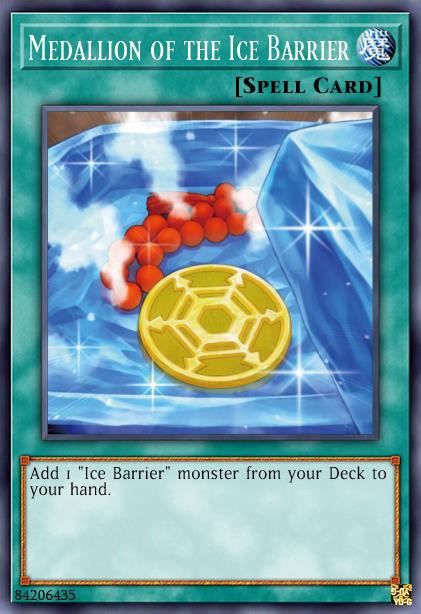 Medallion of the Ice Barrier 魔
[Spell Card]
Add 1 "Ice Barrier" monster from your Deck to
your hand.
84206435